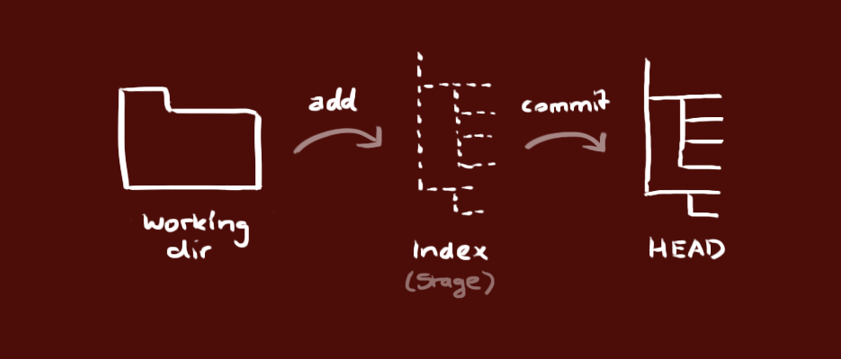 add
commit
working
dir
Index
(Stage)
HEAD